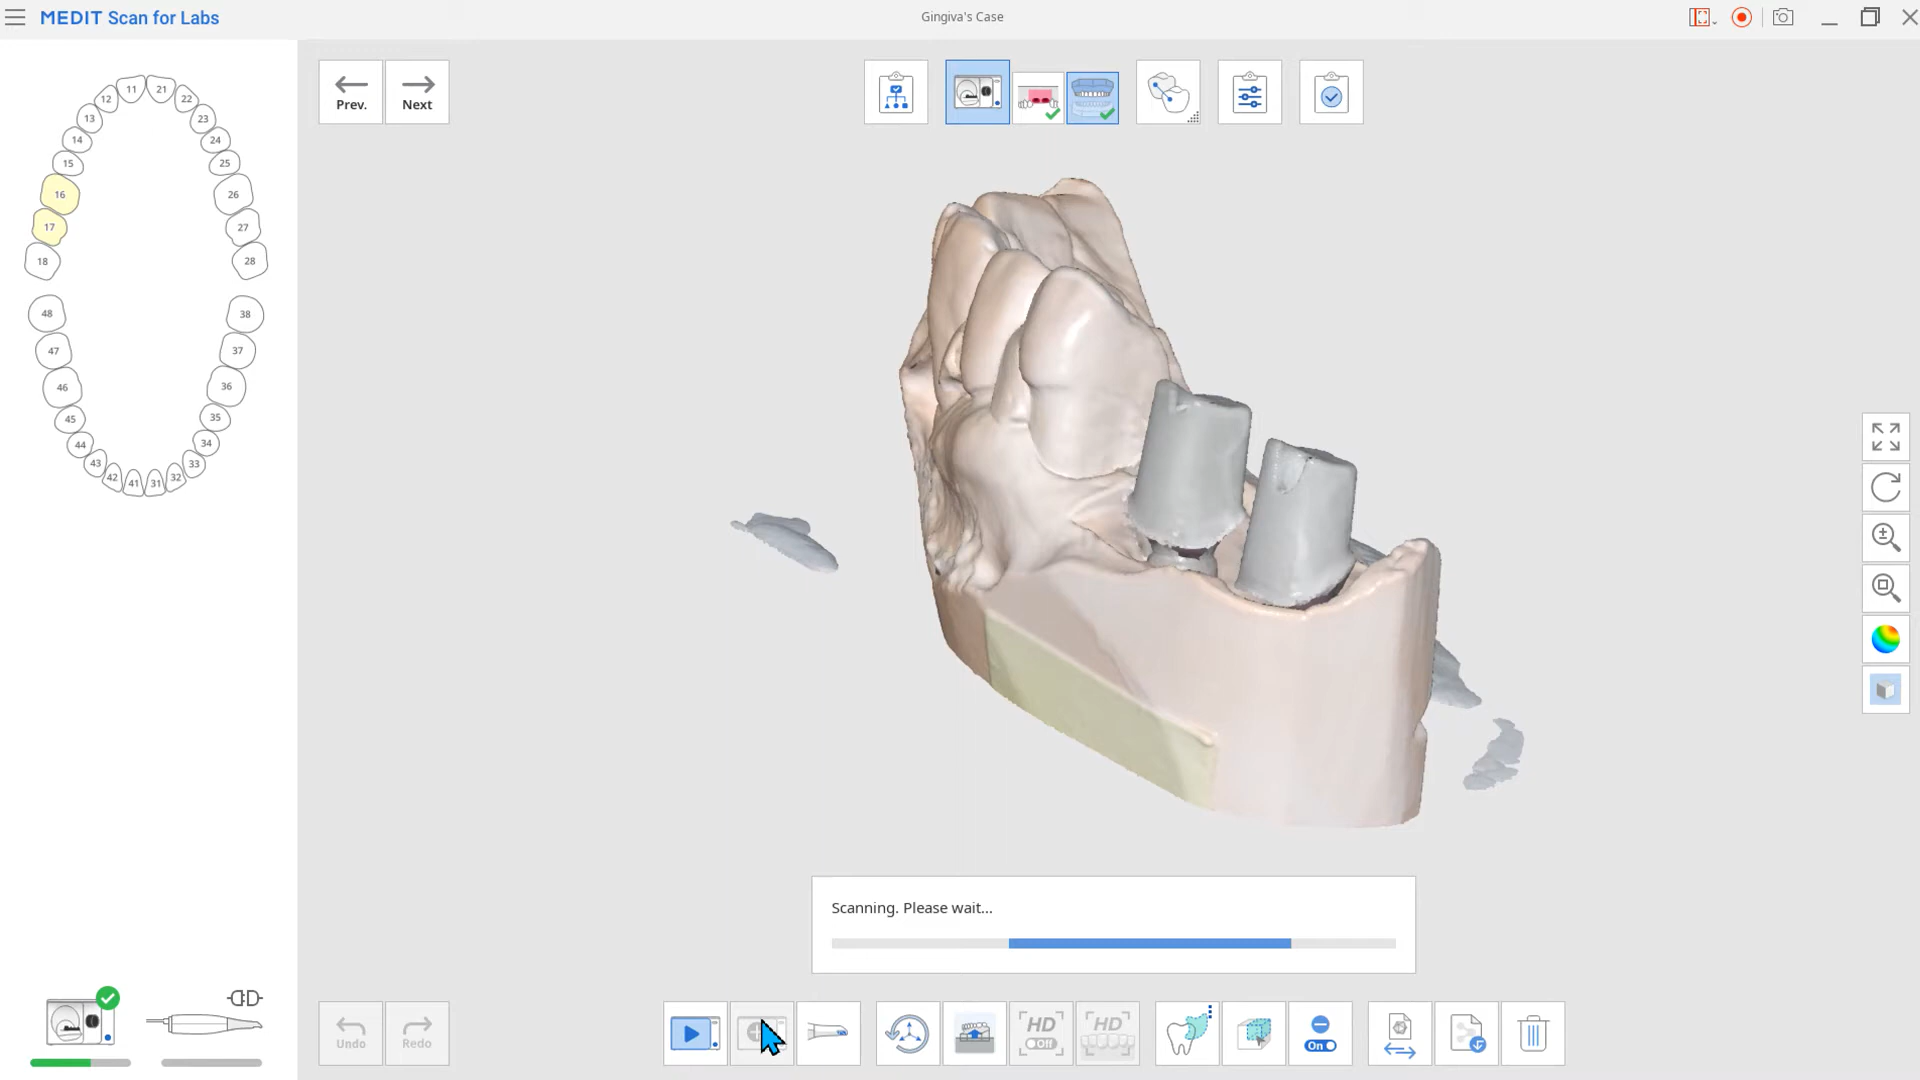 MEDIT Scan for Labs
Gingiva's Case
Prev.
Next
11 21
12 22
13 23
14 24
15 25
16 26
17 27
18 28
48 38
47 37
46 36
45 35
44 34
43 33
42 41 31 32
Scanning. Please wait...
Undo
Redo
HD
Off
HD
On